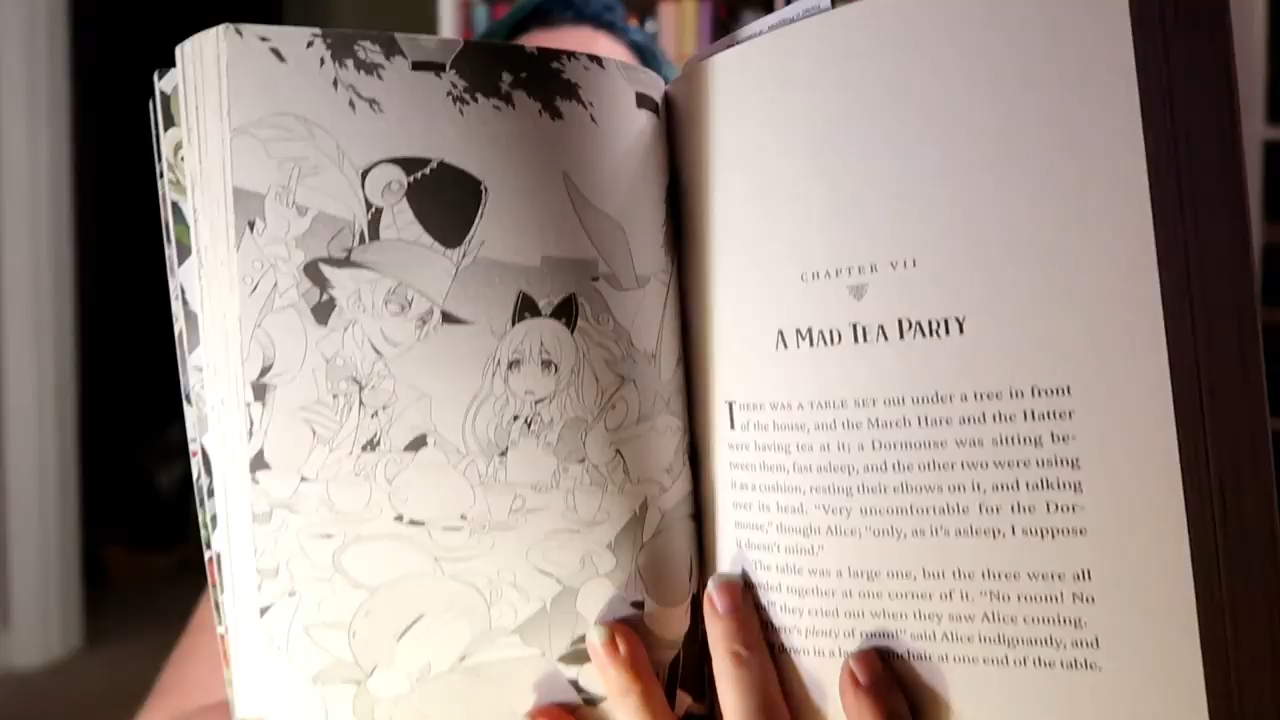 CHAPTER VII
A MAD TEA PARTY
THERE WAS A TABLE SET out under a tree in front
of the house, and the March Hare and the Hatter
were having tea at it; a Dormouse was sitting be-
tween them, fast asleep, and the other two were using
it as a cushion, resting their elbows on it, and talking
over its head. "Very uncomfortable for the Dor-
mouse," thought Alice; "only, as it's asleep, I suppose
it doesn't mind."
The table was a large one, but the three were all
together at one corner of it. "No room! No
they cried out when they saw Alice coming.
plenty of room!" said Alice indignantly, and
down in a at one end of the table.